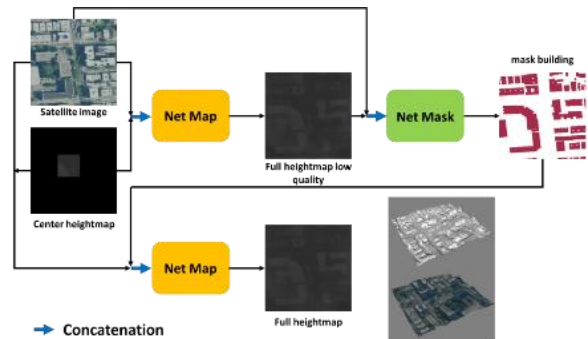 mask building
Net Map
Net Mask
Satellite image
Full heightmap low
quality
Center heightmap
Net Map
Full heightmap
Concatenation